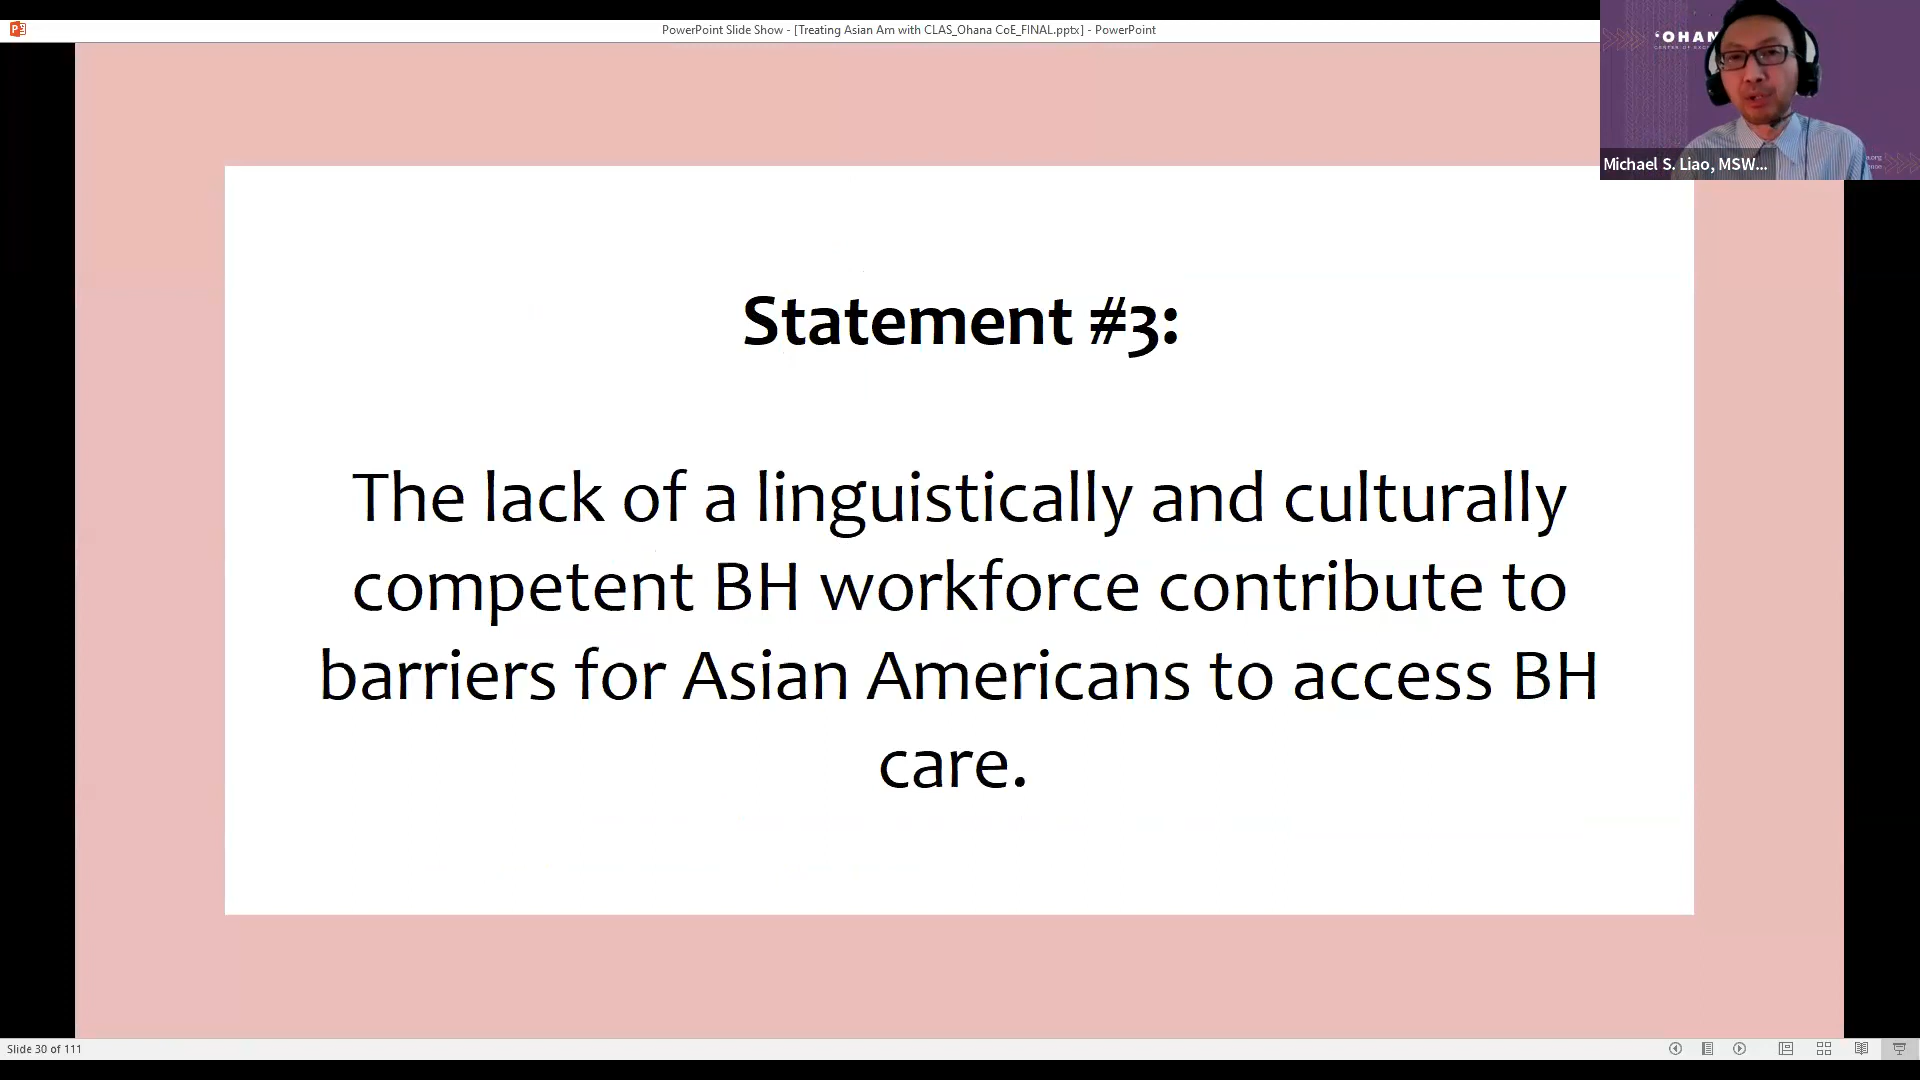 PowerPoint Slide Show - [Treating Asian Am with CLAS_Ohana CoE_FINAL.pptx] - PowerPoint
‘OHAN
Michael S. Liao, MSW...
Statement #3:
The lack of a linguistically and culturally
competent BH workforce contribute to
barriers for Asian Americans to access BH
care.
Slide 30 of 111